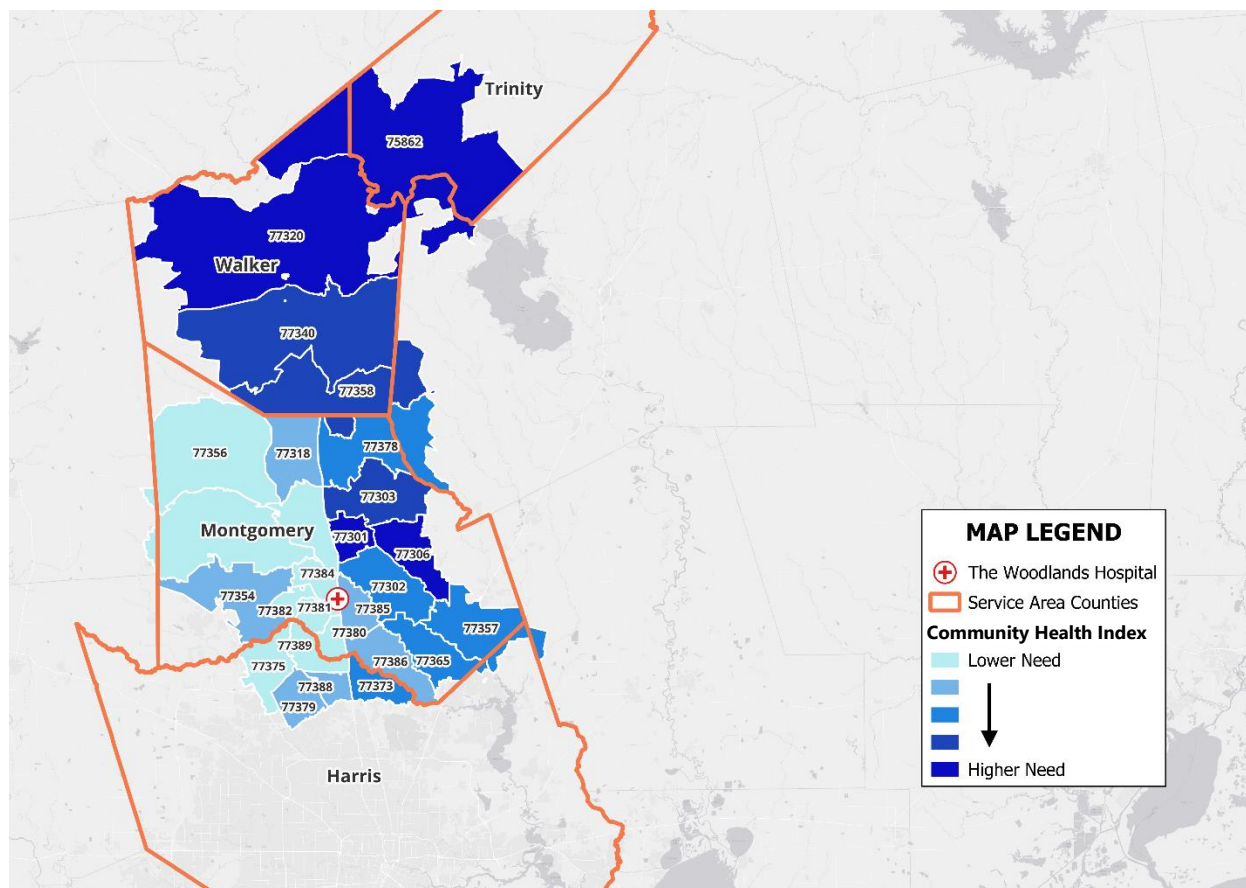 Trinity
75862
77320
Walker
77340
77358
77356
77318
77378
77303
Montgomery
77301
77306
77384
77302
77354
77382
77381
77385
77380
77357
77389
77375
77386
77365
77388
77373
77379
Harris
MAP LEGEND
The Woodlands Hospital
Service Area Counties
Community Health Index
Lower Need
Higher Need